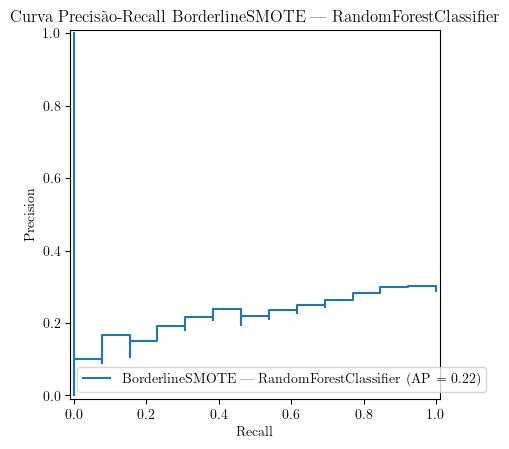 Curva Precisão-Recall BorderlineSMOTE — RandomForestClassifier
1.0
0.8
0.6
0.4
0.2
0.0
Precision
BorderlineSMOTE — RandomForestClassifier (AP = 0.22)
0.0 0.2 0.4 0.6 0.8 1.0
Recall